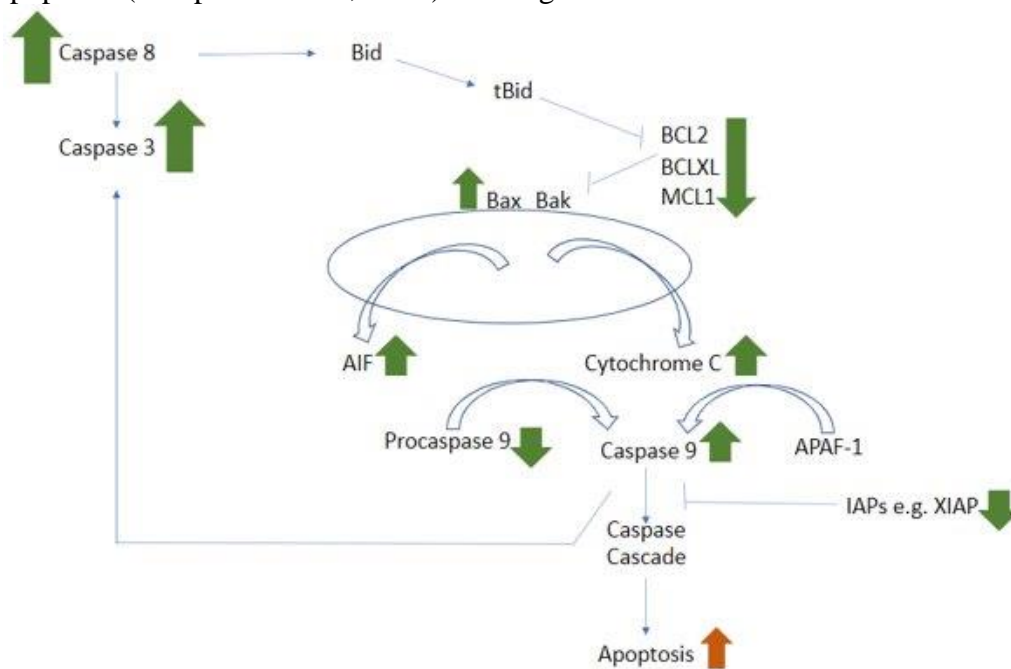 Caspase 8
Bid
tBid
Caspase 3
BCL2
BCLXL
MCL1
Bax Bak
AIF
Cytochrome C
Procaspase 9
Caspase 9
APAF-1
IAPs e.g. XIAP
Caspase
Cascade
Apoptosis